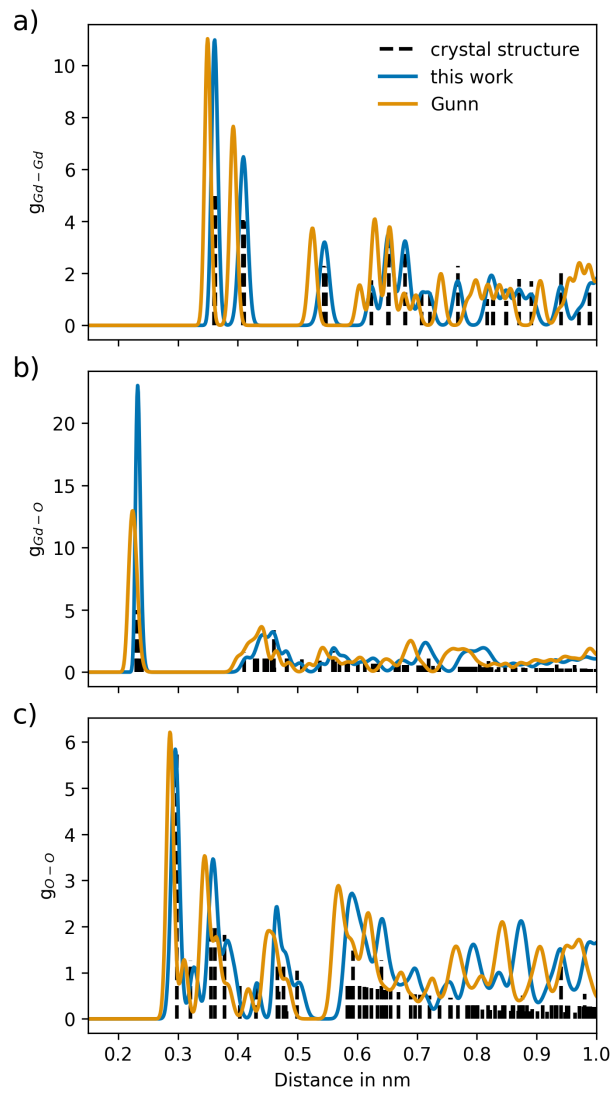 a)
crystal structure
this work
Gunn
g_{Gd−Gd}
10
8
6
4
2
0
b)
g_{Gd−O}
20
15
10
5
0
c)
g_{O−O}
6
5
4
3
2
1
0
0.2 0.3 0.4 0.5 0.6 0.7 0.8 0.9 1.0
Distance in nm